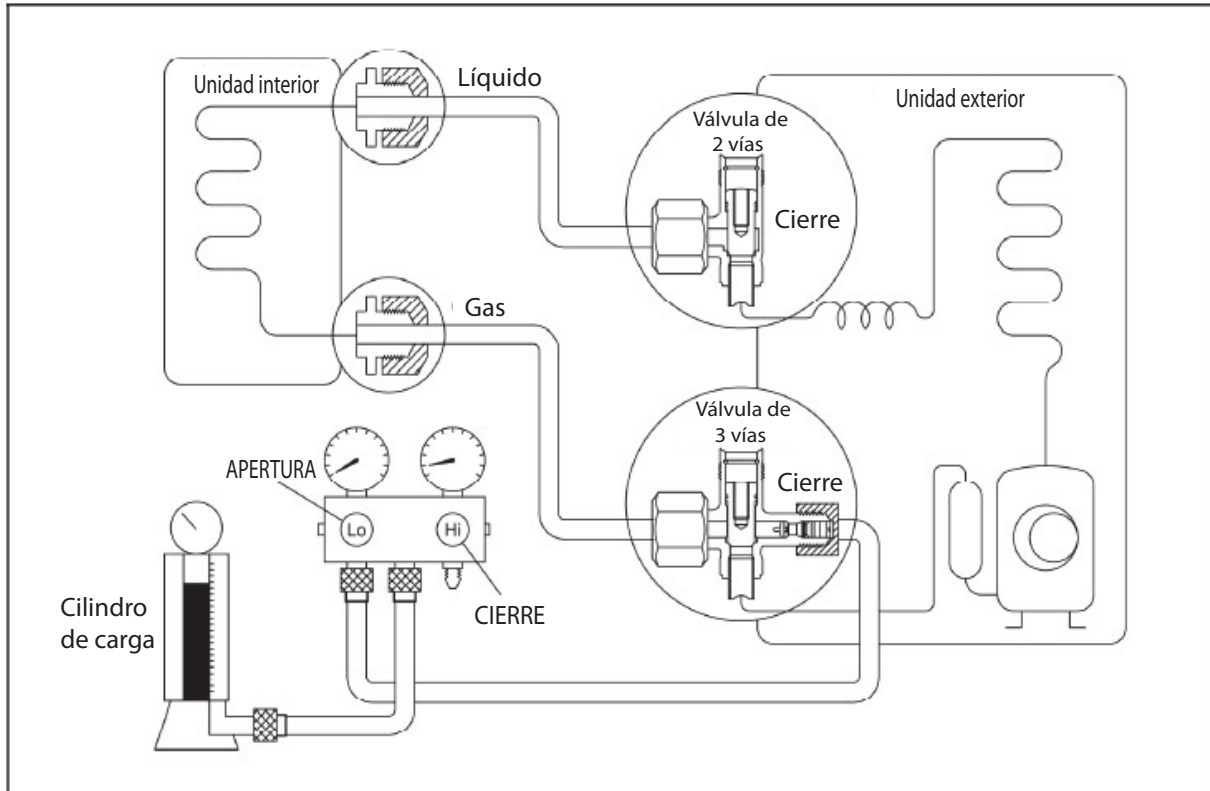 Unidad interior
Líquido
Válvula de
2 vías
Cierre
Unidad exterior
Gas
Válvula de
3 vías
Cierre
APERTURA
Lo
Hi
CIERRE
Cilindro
de carga